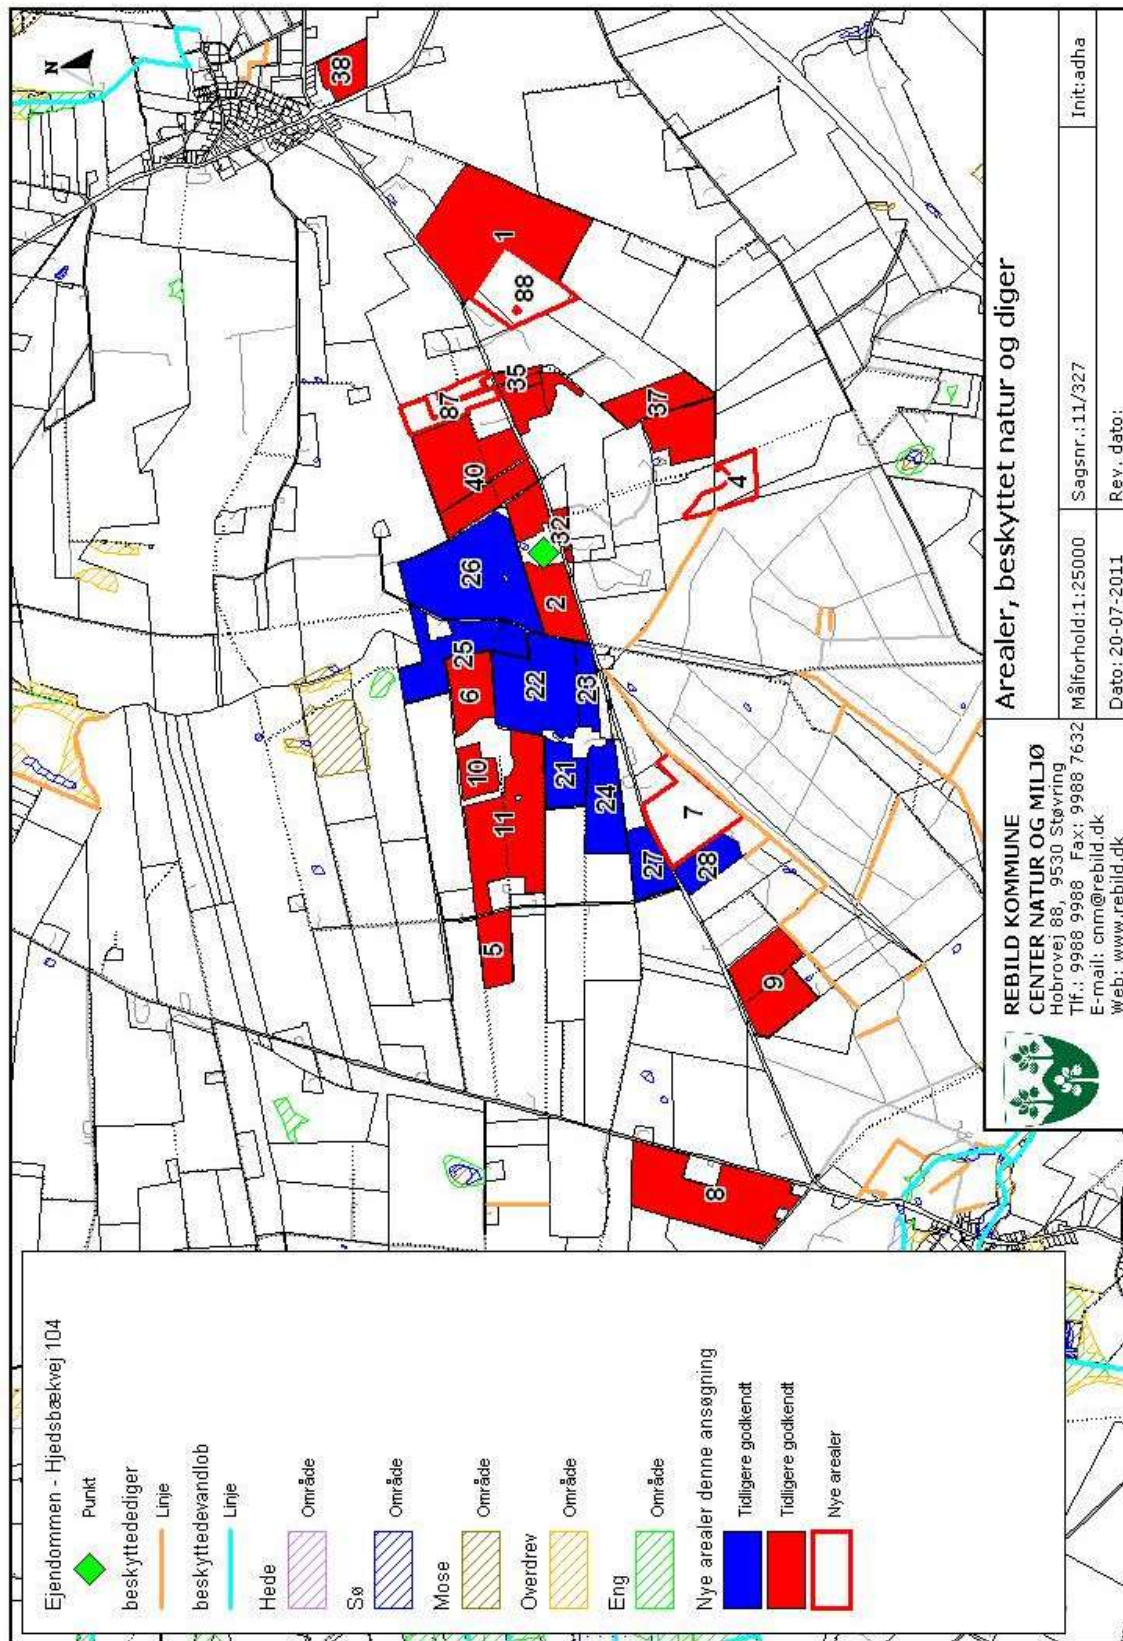 Ejendommen - Hjedsbækvej 104
Punkt
beskyttedediger
Linje
beskyttedevandlob
Linje
Hede
Område
Sø
Område
Mose
Område
Overdrev
Område
Eng
Område
Nye arealer denne ansøgning
Tidligere godkendt
Tidligere godkendt
Nye arealer
N
38
1
88
87
35
40
37
4
32
26
2
25
6
22
23
10
21
11
24
7
27
28
5
9
8
REBILD KOMMUNE
CENTER NATUR OG MILJØ
Hobrovej 88, 9530 Støvring
Tlf.: 9988 9988 Fax: 9988 7632
E-mail: cnm@rebild.dk
Web: www.rebild.dk
Arealer, beskyttet natur og diger
Målforhold:1:25000
Sagsnr.: 11/327
Init:adha
Dato: 20-07-2011
Rev. dato: